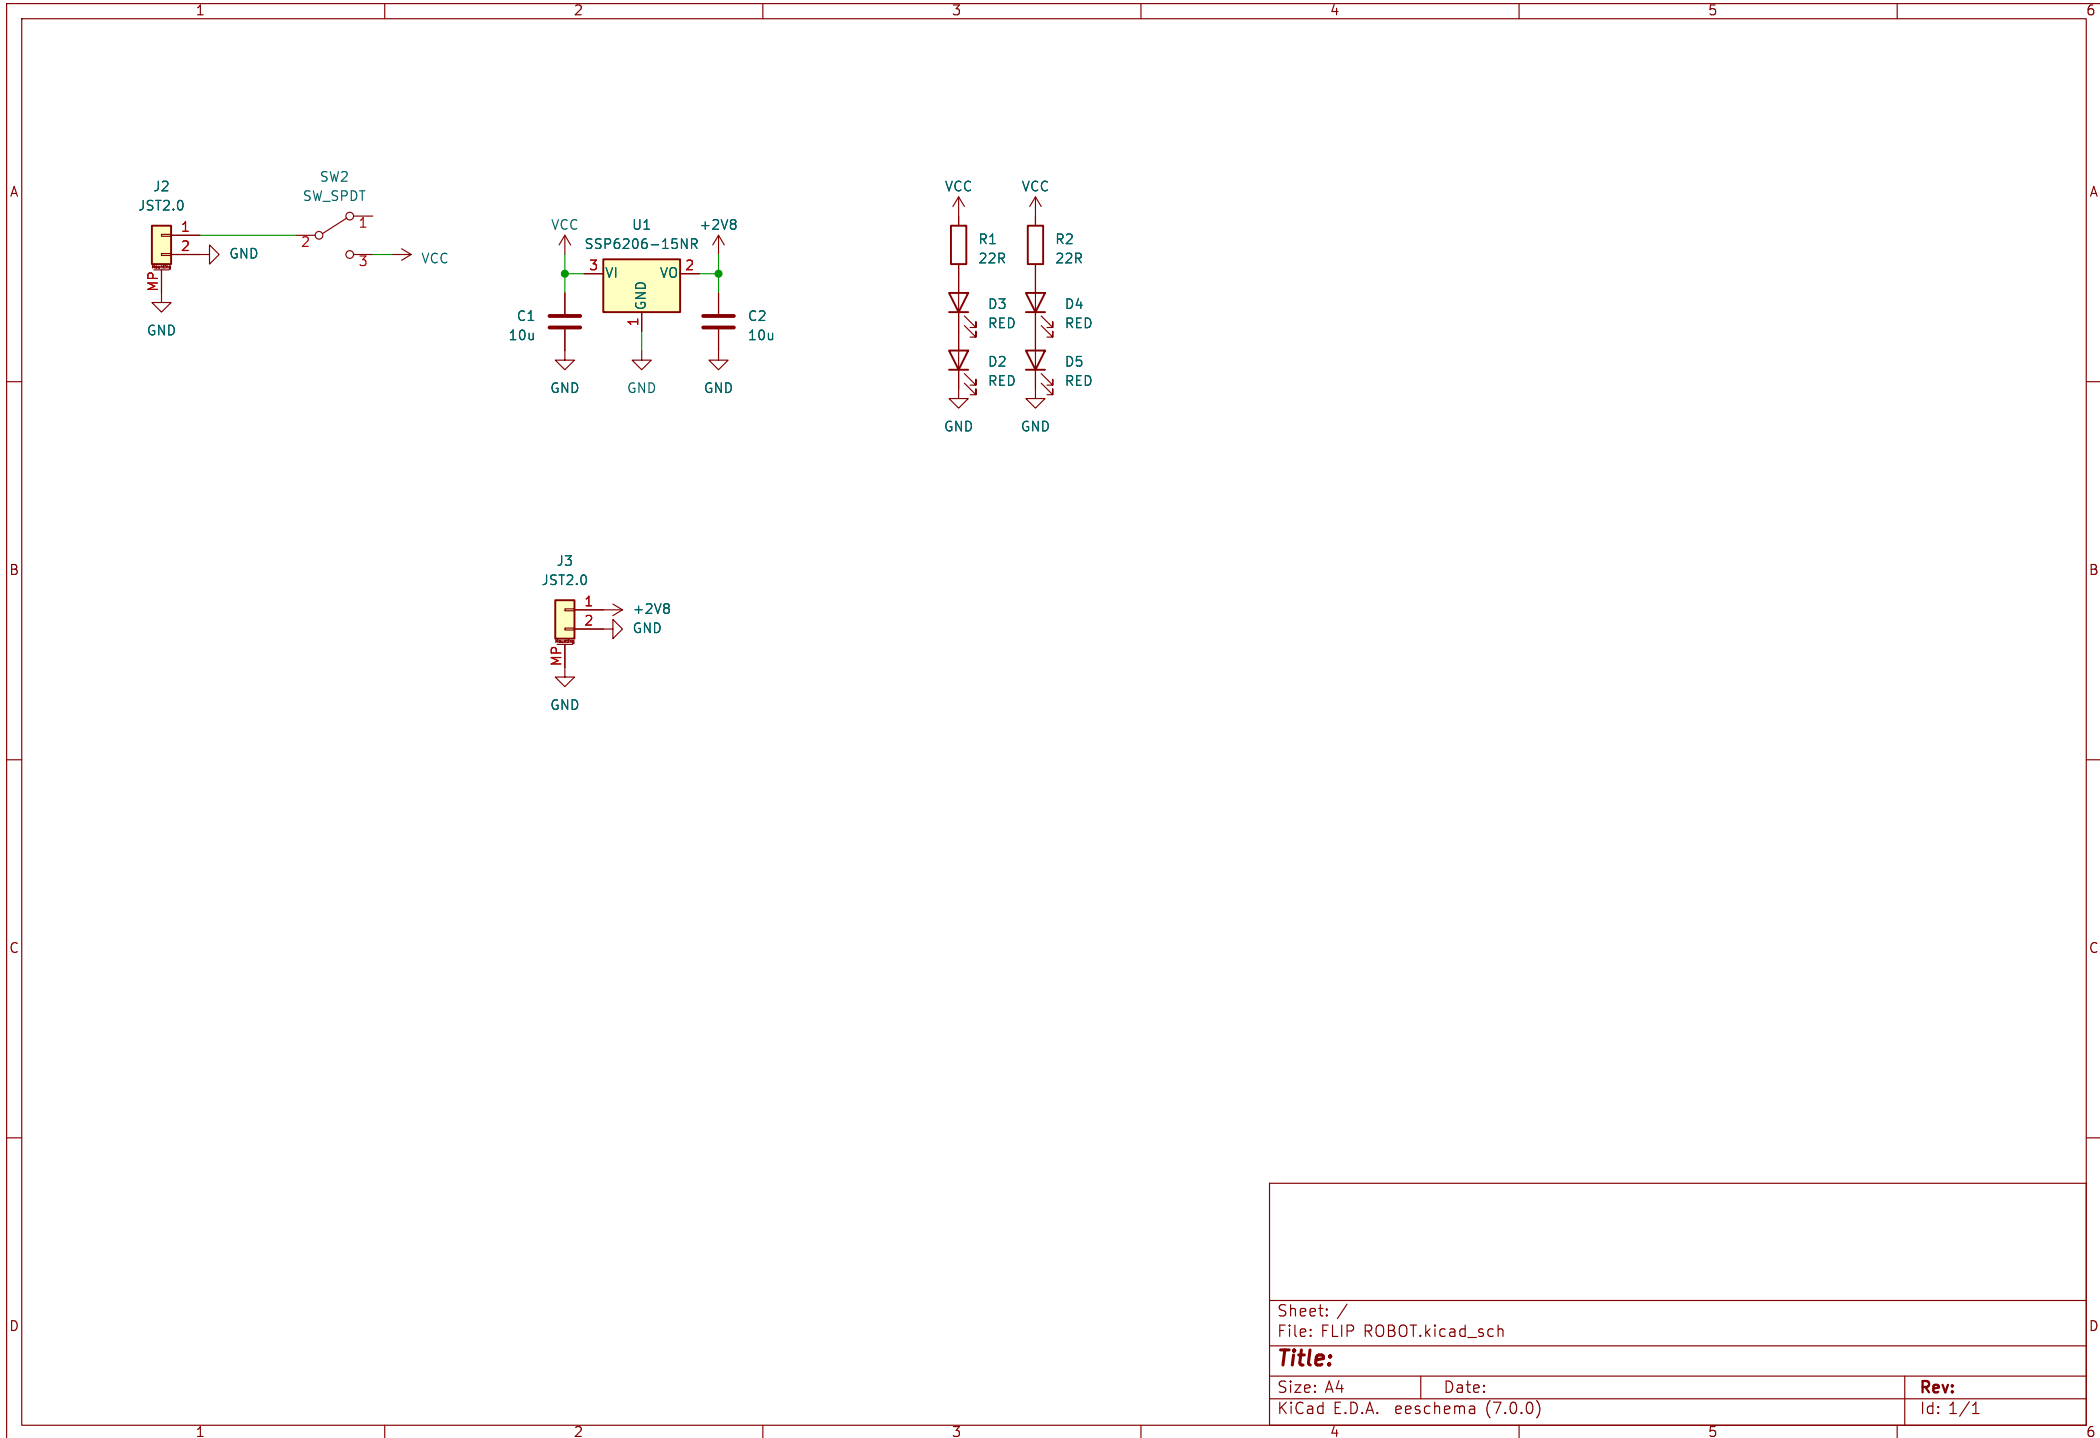 1 2 3 4 5 6
A A
SW2
SW_SPDT
J2
JST2.0
1
2
GND
MP
GND
2
1
3
VCC
VCC
U1
SSP6206-15NR
+2V8
3 VI VO 2
GND
1
C1
10u
C2
10u
GND GND GND
VCC VCC
R1
22R
R2
22R
D3
RED
D4
RED
D2
RED
D5
RED
GND GND
B B
J3
JST2.0
1 +2V8
2 GND
MP
GND
C C
D D
Sheet: /
File: FLIP ROBOT.kicad_sch
Title:
Size: A4 Date: Rev:
KiCad E.D.A. eeschema (7.0.0) Id: 1/1
1 2 3 4 5 6